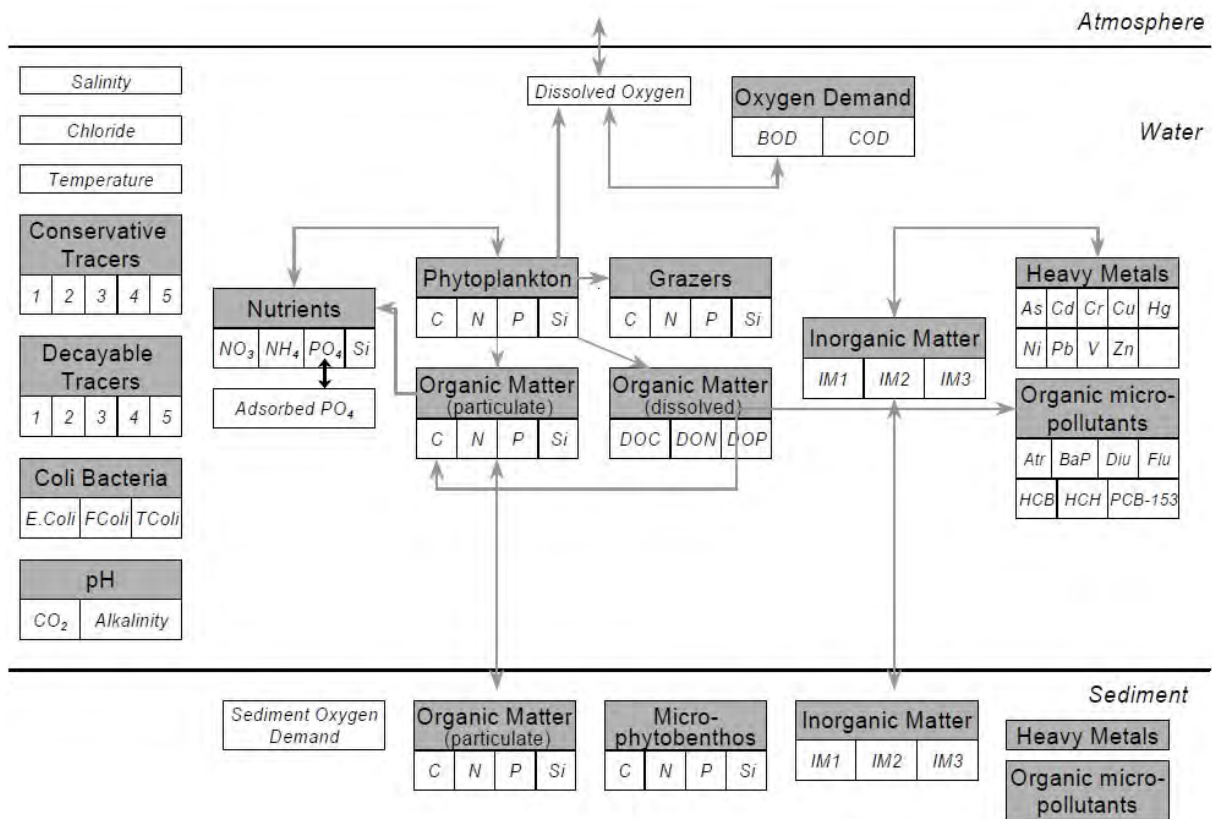 Atmosphere
Salinity
Chloride
Temperature
Conservative
Tracers
1 2 3 4 5
Decayable
Tracers
1 2 3 4 5
Coli Bacteria
E.Coli FColi TColi
pH
CO₂ Alkalinity
Dissolved Oxygen
Oxygen Demand
BOD COD
Water
Nutrients
NO₃ NH₄ PO₄ Si
Adsorbed PO₄
Phytoplankton
C N P Si
Grazers
C N P Si
Organic Matter
(particulate)
C N P Si
Organic Matter
(dissolved)
DOC DON DOP
Inorganic Matter
IM1 IM2 IM3
Heavy Metals
As Cd Cr Cu Hg
Ni Pb V Zn
Organic micro-
pollutants
Atr BaP Diu Flu
HCB HCH PCB-153
Sediment
Sediment Oxygen
Demand
Organic Matter
(particulate)
C N P Si
Micro-
phytobenthos
C N P Si
Inorganic Matter
IM1 IM2 IM3
Heavy Metals
Organic micro-
pollutants